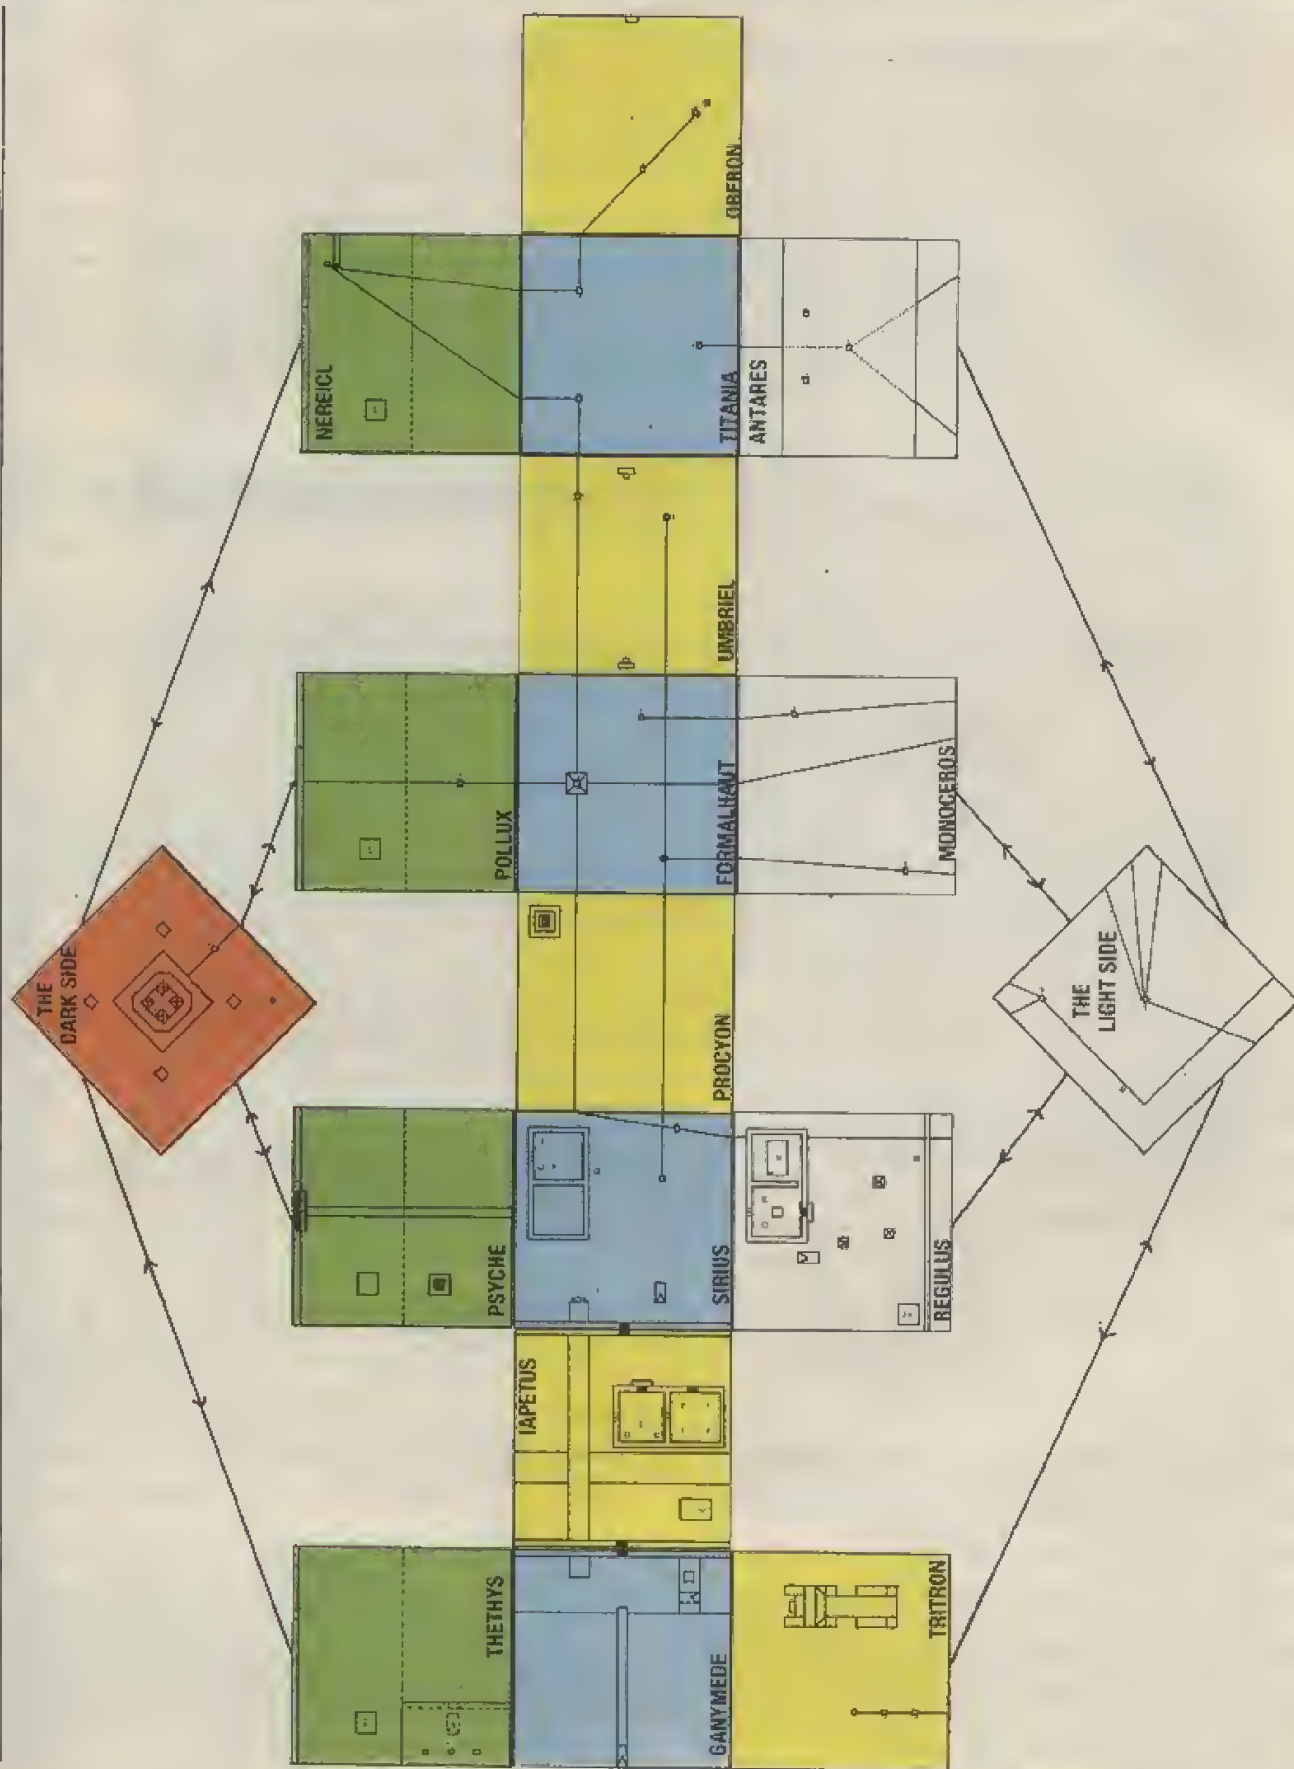 THE
DARK SIDE
NEREICL
OBERON
TITANIA
ANTARES
UMBRIEL
POLLUX
FORMALHAUT
MONOCEROS
PROCYON
THE
LIGHT SIDE
PSYCHE
SIRIUS
REGULUS
IAPETUS
THETHYS
GANYMEDE
TRITRON